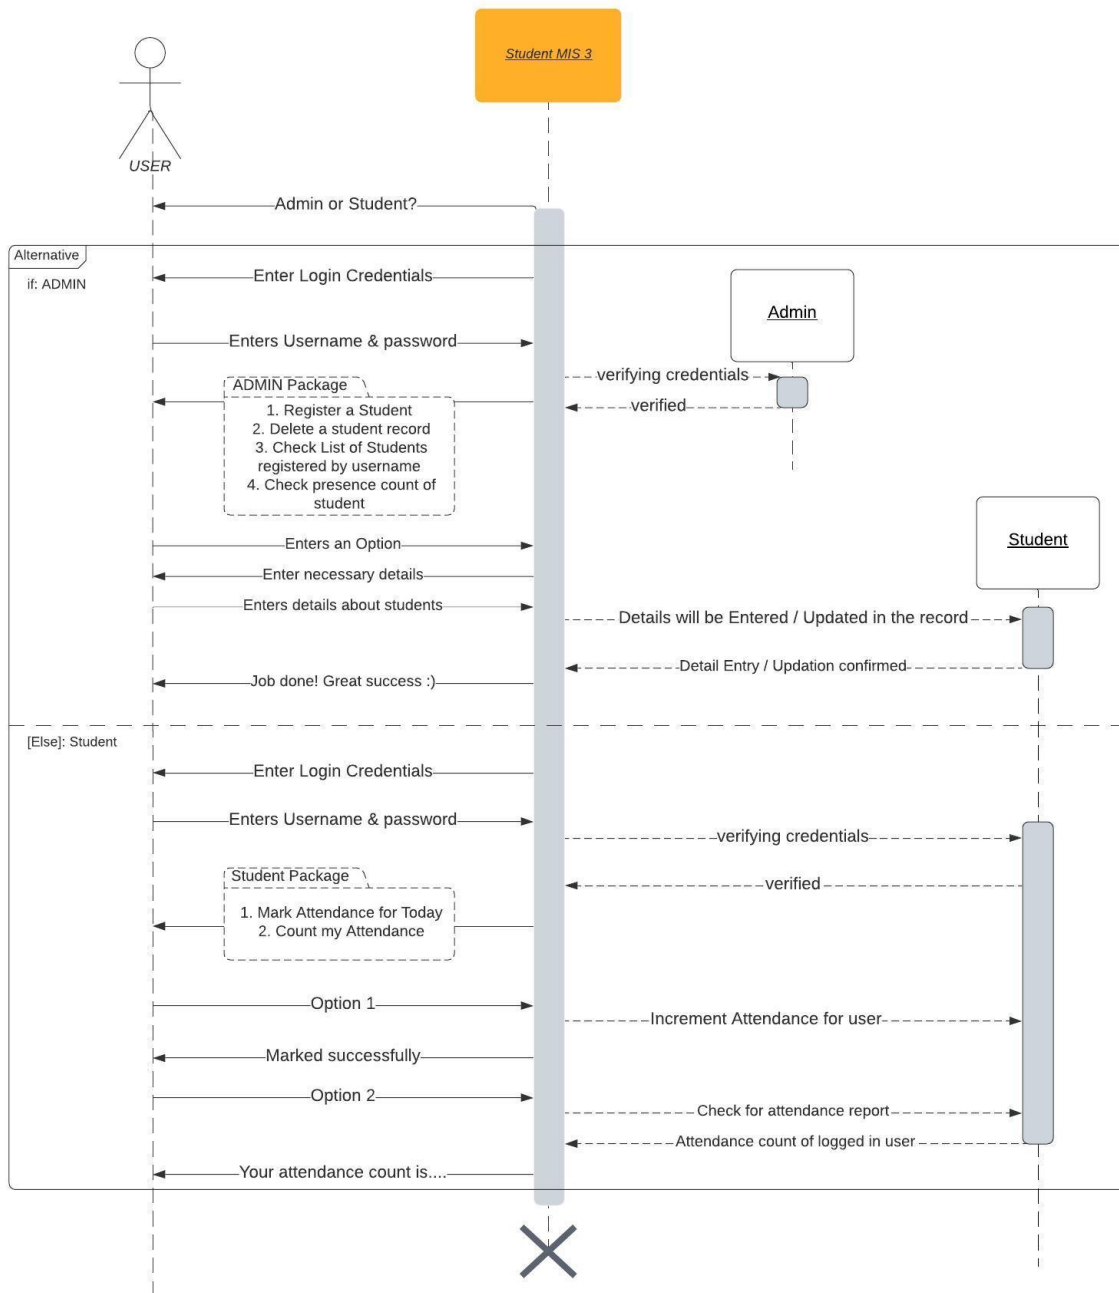 Student MIS 3
USER
Admin or Student?
Alternative
if: ADMIN
Enter Login Credentials
Admin
Enters Username & password
verifying credentials
ADMIN Package
verified
1. Register a Student
2. Delete a student record
3. Check List of Students
registered by username
4. Check presence count of
student
Student
Enters an Option
Enter necessary details
Enters details about students
Details will be Entered / Updated in the record
Detail Entry / Updation confirmed
Job done! Great success :)
[Else]: Student
Enter Login Credentials
Enters Username & password
verifying credentials
Student Package
verified
1. Mark Attendance for Today
2. Count my Attendance
Option 1
Increment Attendance for user
Marked successfully
Option 2
Check for attendance report
Attendance count of logged in user
Your attendance count is....